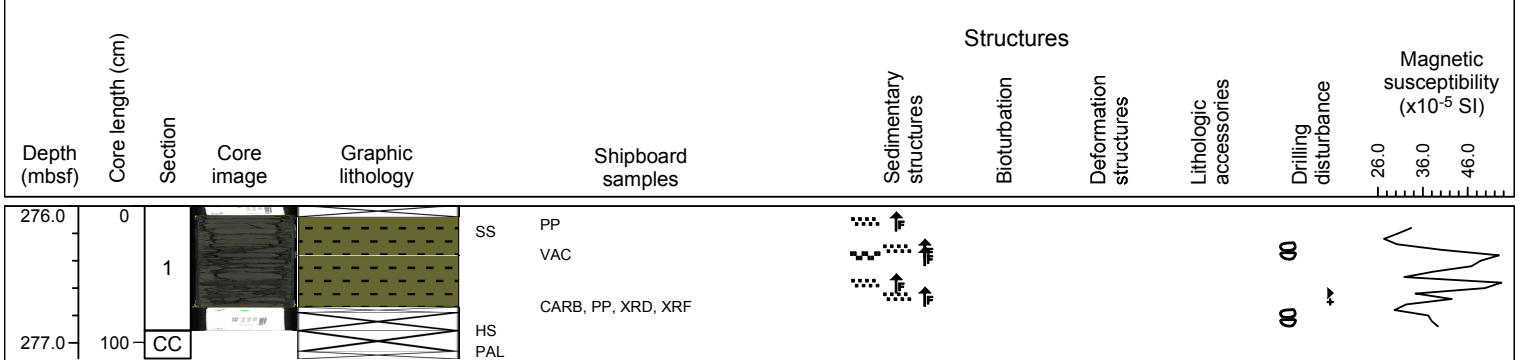 Structures
Depth
(mbsf)
Core length (cm)
Section
Core
image
Graphic
lithology
Shipboard
samples
Sedimentary
structures
Bioturbation
Deformation
structures
Lithologic
accessories
Drilling
disturbance
Magnetic
susceptibility
(x10-5 SI)
26.0
36.0
46.0
276.0
0
SS
PP
F
VAC
F
1
F
F
CARB, PP, XRD, XRF
HS
277.0
100
CC
PAL